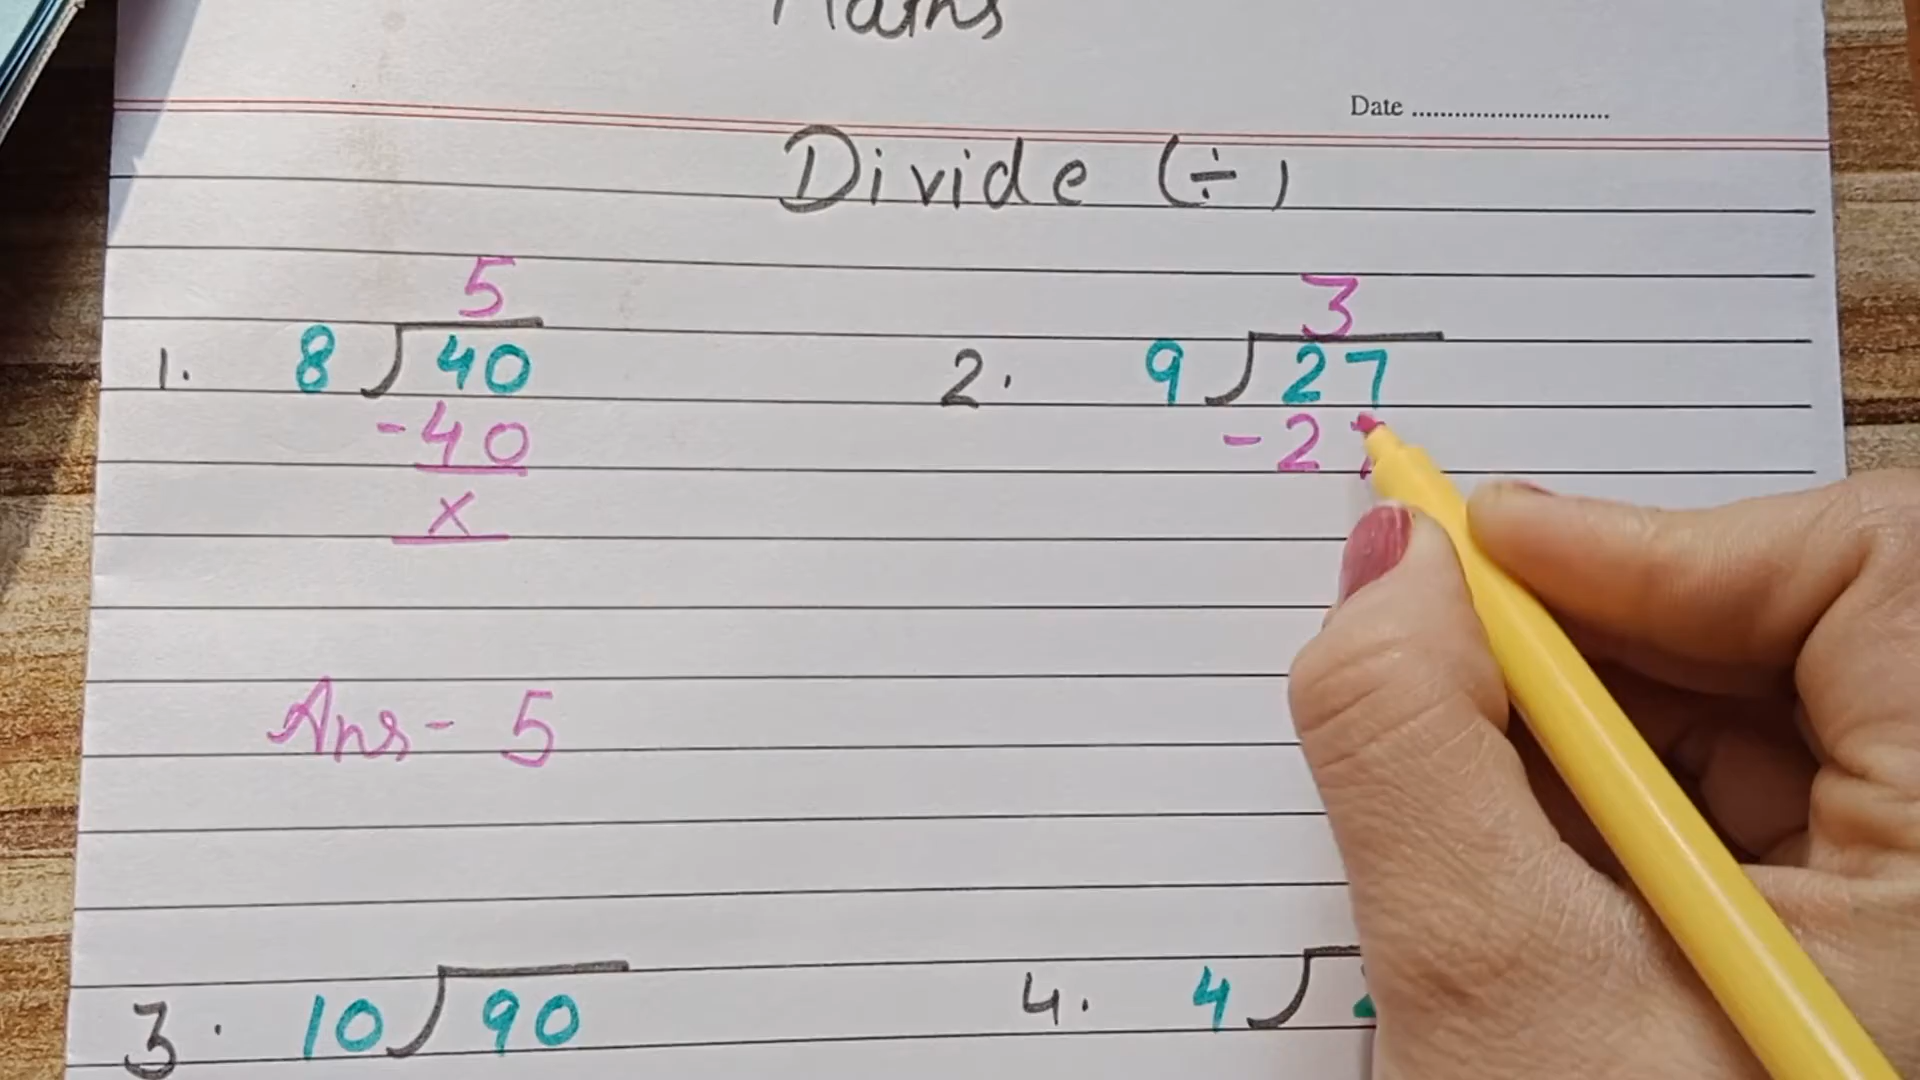 Maths
Date ............................
Divide (÷)
5
1. 8 40
-40
x
Ans- 5
3
2. 9 27
-27
3. 10 90
4. 4